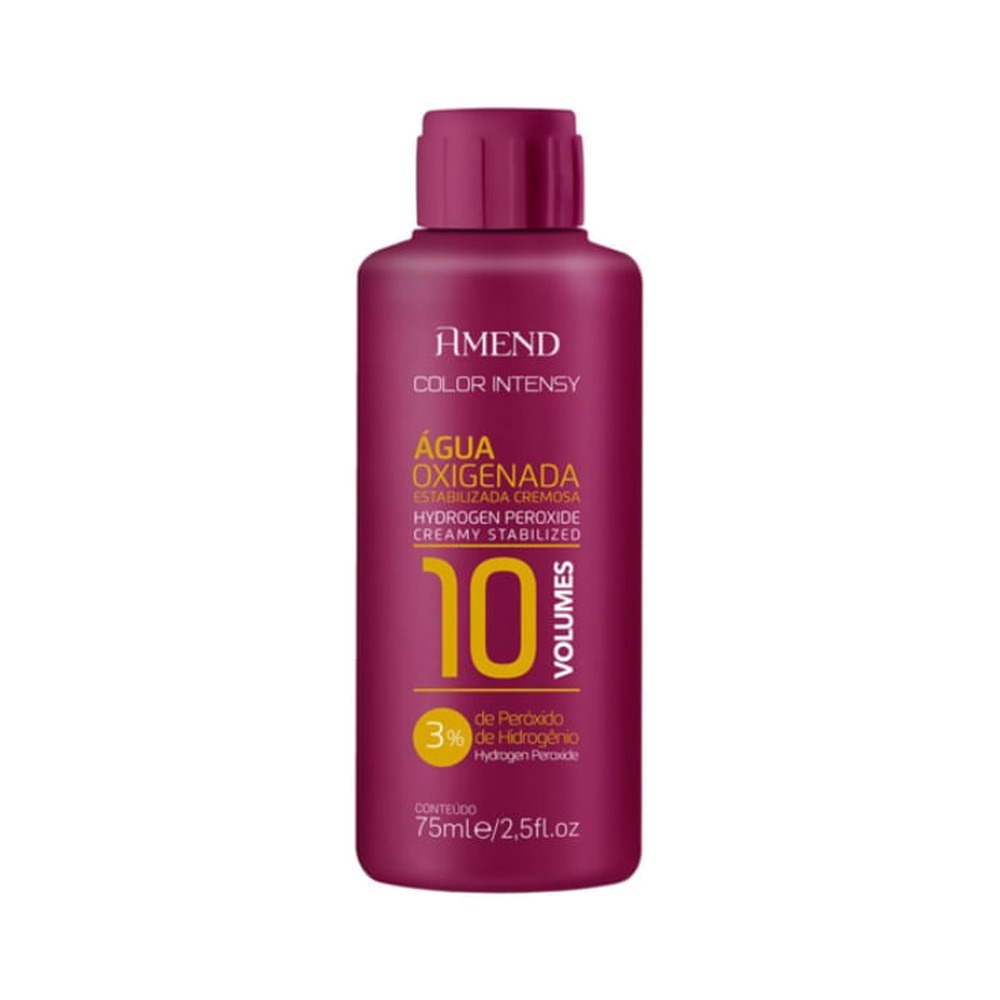 AMEND
COLOR INTENSY
ÁGUA
OXIGENADA
ESTABILIZADA CREMOSA
HYDROGEN PEROXIDE
CREAMY STABILIZED
10 VOLUMES
3% de Peróxido
de Hidrogênio
Hydrogen Peroxide
CONTEÚDO
75ml℮/2,5fl.oz